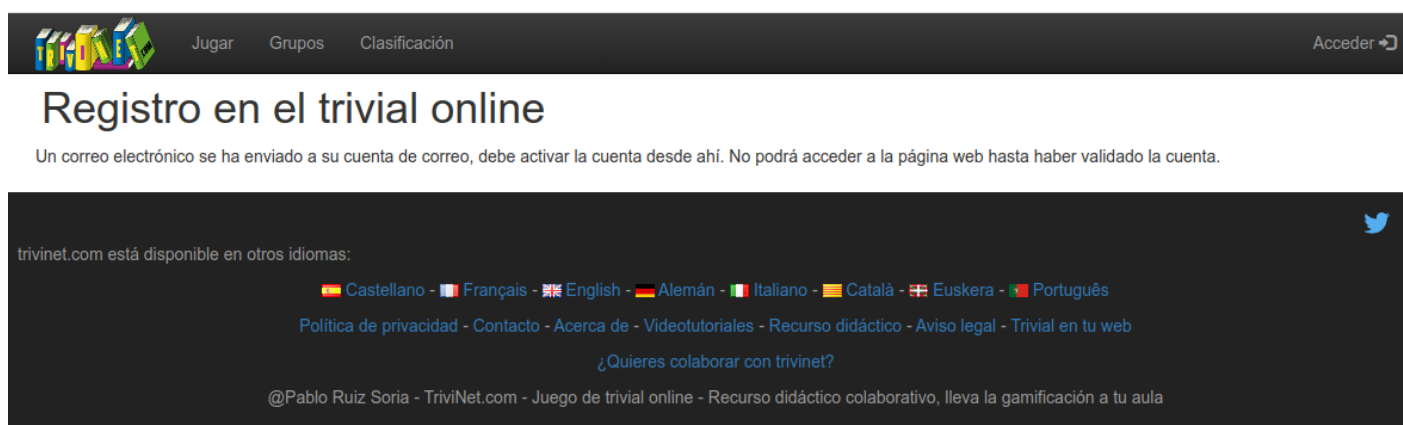 TRIVINET.COM
Jugar Grupos Clasificación Acceder
Registro en el trivial online
Un correo electrónico se ha enviado a su cuenta de correo, debe activar la cuenta desde ahí. No podrá acceder a la página web hasta haber validado la cuenta.
trivinet.com está disponible en otros idiomas:
Castellano - Français - English - Alemán - Italiano - Català - Euskera - Português
Política de privacidad - Contacto - Acerca de - Videotutoriales - Recurso didáctico - Aviso legal - Trivial en tu web
¿Quieres colaborar con trivinet?
@Pablo Ruiz Soria - TriviNet.com - Juego de trivial online - Recurso didáctico colaborativo, lleva la gamificación a tu aula